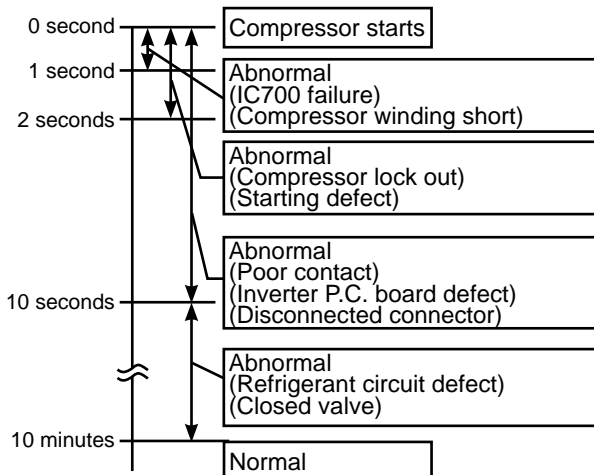 0 second
Compressor starts
1 second
Abnormal
(IC700 failure)
(Compressor winding short)
2 seconds
Abnormal
(Compressor lock out)
(Starting defect)
Abnormal
(Poor contact)
(Inverter P.C. board defect)
(Disconnected connector)
10 seconds
Abnormal
(Refrigerant circuit defect)
(Closed valve)
10 minutes
Normal